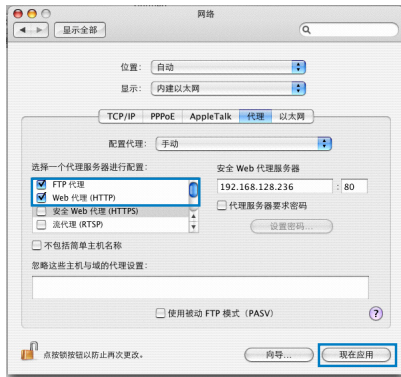 网络
显示全部
位置: 自动
显示: 内建以太网
TCP/IP PPPoE AppleTalk 代理 以太网
配置代理: 手动
选择一个代理服务器进行配置:
安全 Web 代理服务器
FTP 代理
Web 代理 (HTTP)
安全 Web 代理 (HTTPS)
流代理 (RTSP)
192.168.128.236 : 80
代理服务器要求密码
设置密码...
不包括简单主机名称
忽略这些主机与域的代理设置:
使用被动 FTP 模式 (PASV)
?
点按锁按钮以防止再次更改。
向导...
现在应用